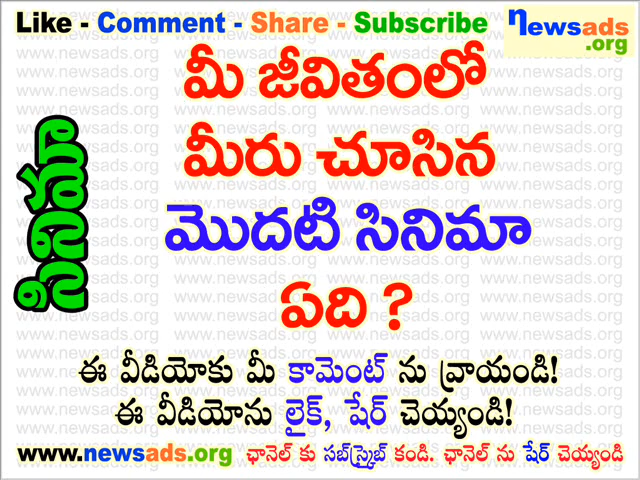 Like - Comment - Share - Subscribe
newsads
.org
మీ జీవితంలో
మీరు చూసిన
మొదటి సినిమా
ఏది ?
సినిమా
ఈ వీడియోకు మీ కామెంట్ ను వ్రాయండి!
ఈ వీడియోను లైక్, షేర్ చెయ్యండి!
www.newsads.org ఛానెల్ కు సబ్‌స్క్రైబ్ కండి. ఛానెల్ ను షేర్ చెయ్యండి